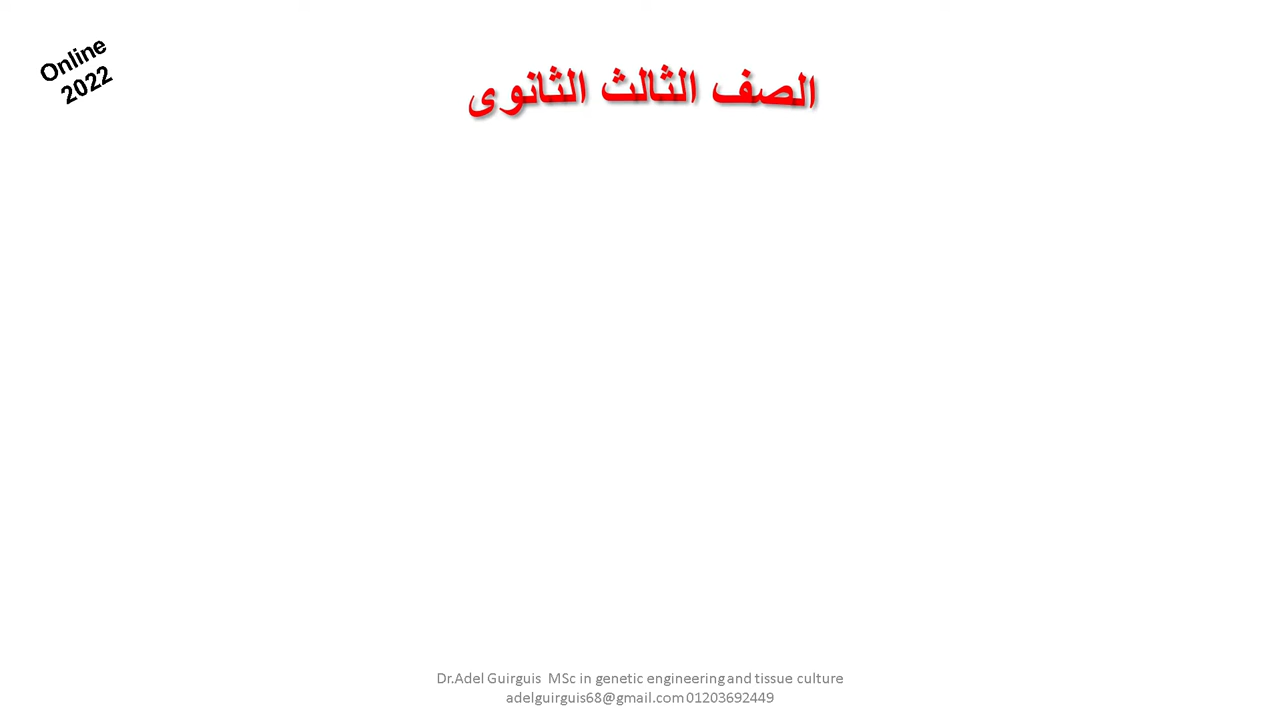 Online
2022
الصف الثالث الثانوى
Dr.Adel Guirguis MSc in genetic engineering and tissue culture
adelguirguis68@gmail.com 01203692449